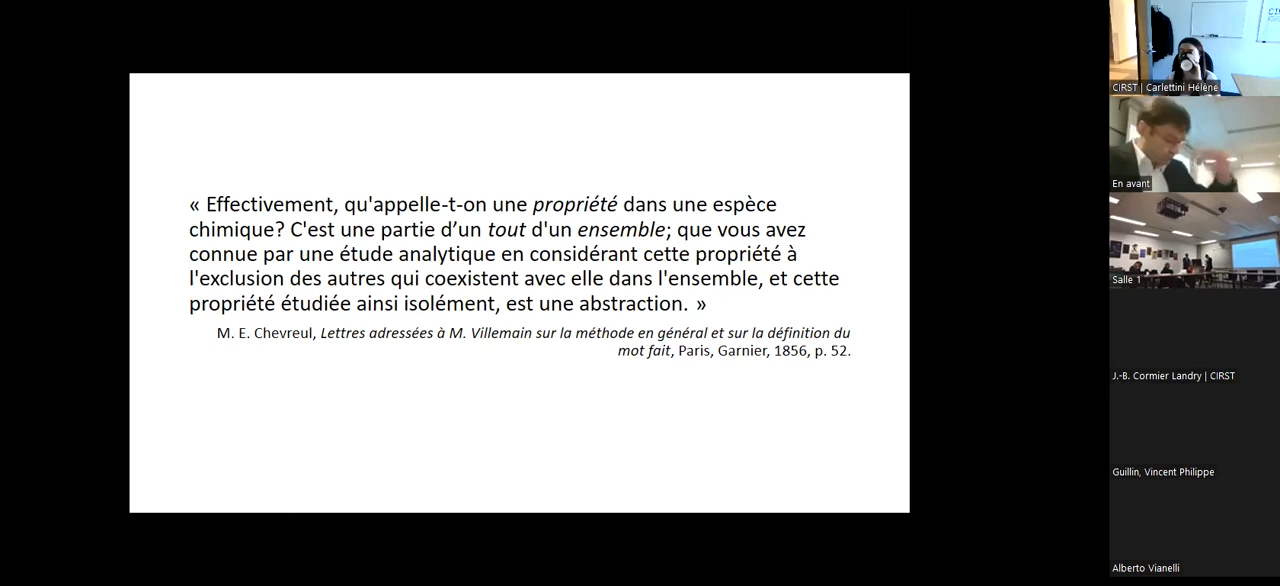 « Effectivement, qu'appelle-t-on une propriété dans une espèce
chimique? C'est une partie d’un tout d'un ensemble; que vous avez
connue par une étude analytique en considérant cette propriété à
l'exclusion des autres qui coexistent avec elle dans l'ensemble, et cette
propriété étudiée ainsi isolément, est une abstraction. »
M. E. Chevreul, Lettres adressées à M. Villemain sur la méthode en général et sur la définition du
mot fait, Paris, Garnier, 1856, p. 52.
CIRST | Carlettini Hélène
En avant
Salle 1
J.-B. Cormier Landry | CIRST
Guillin, Vincent Philippe
Alberto Vianelli